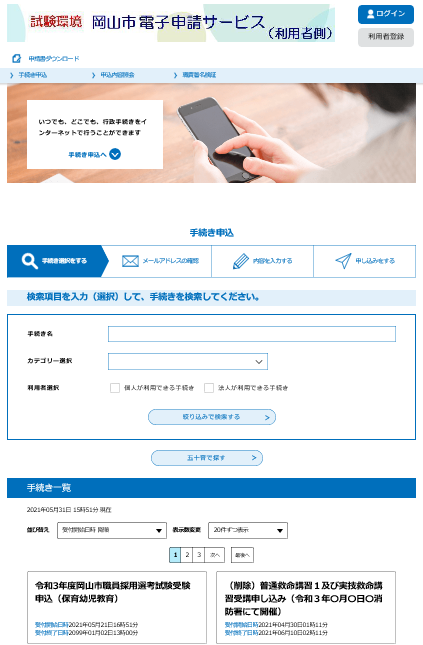 試験環境 岡山市電子申請サービス(利用者側)
ログイン
利用者登録
申請書ダウンロード
手続き申込
申込内容照会
職責署名検証
いつでも、どこでも、行政手続きをイ
ンターネットで行うことができます
手続き申込へ
手続き申込
手続き選択をする
メールアドレスの確認
内容を入力する
申し込みをする
検索項目を入力（選択）して、手続きを検索してください。
手続き名
カテゴリー選択
利用者選択
個人が利用できる手続き
法人が利用できる手続き
絞り込みで検索する
五十音で探す
手続き一覧
2021年05月31日 15時51分 現在
並び替え
受付開始日時 降順
表示数変更
20件ずつ表示
1 2 3 次へ 最後へ
令和3年度岡山市職員採用選考試験受験
申込（保育幼児教育）
受付開始日時2021年05月21日16時51分
受付終了日時2099年01月02日13時00分
（削除）普通救命講習１及び実技救命講
習受講申し込み（令和３年〇月〇日〇消
防署にて開催）
受付開始日時2021年04月30日01時11分
受付終了日時2021年06月10日02時11分